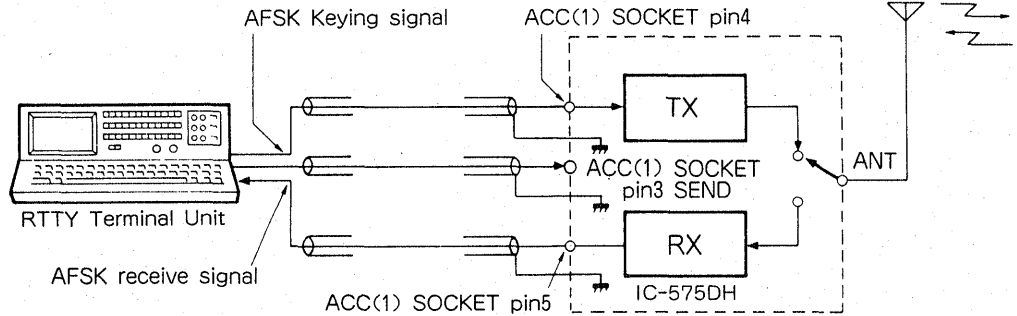 AFSK Keying signal
ACC(1) SOCKET pin4
TX
ANT
ACC(1) SOCKET
pin3 SEND
RTTY Terminal Unit
RX
AFSK receive signal
IC-575DH
ACC(1) SOCKET pin5